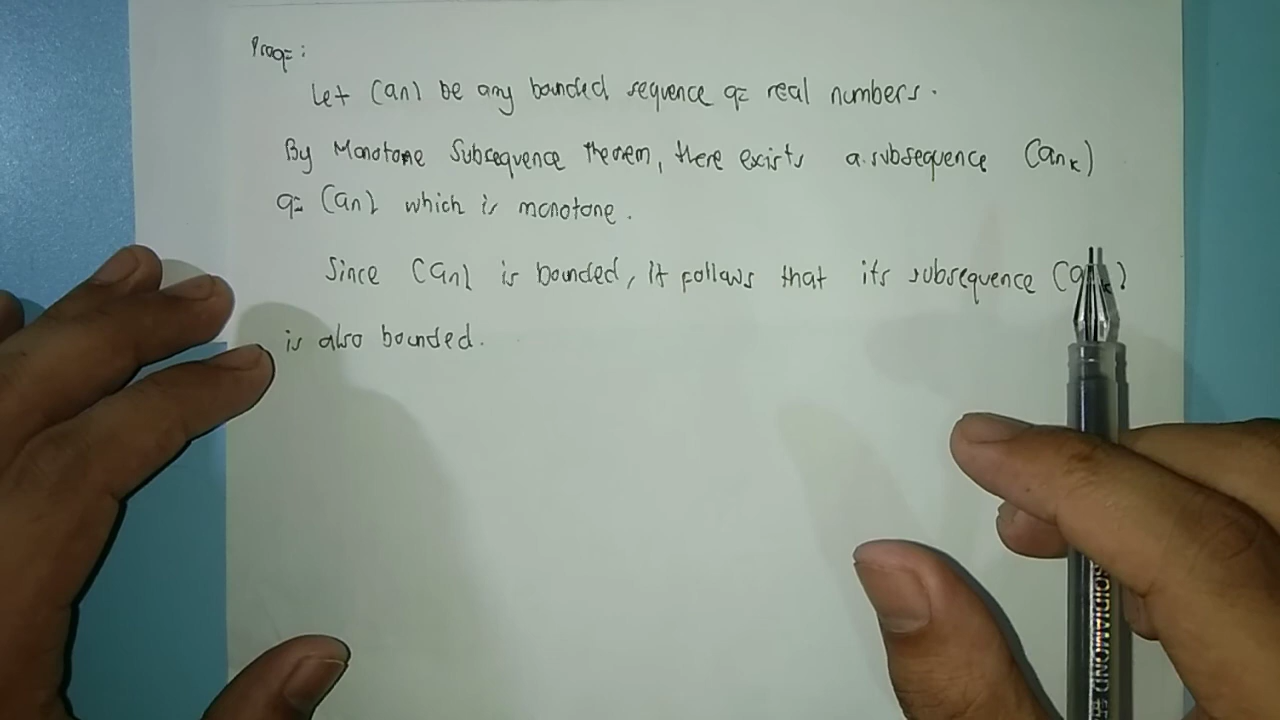 Proof:
Let (an) be any bounded sequence of real numbers.
By Monotone Subsequence theorem, there exists a subsequence (ank)
of (an) which is monotone.
Since (an) is bounded, it follows that its subsequence (ank)
is also bounded.